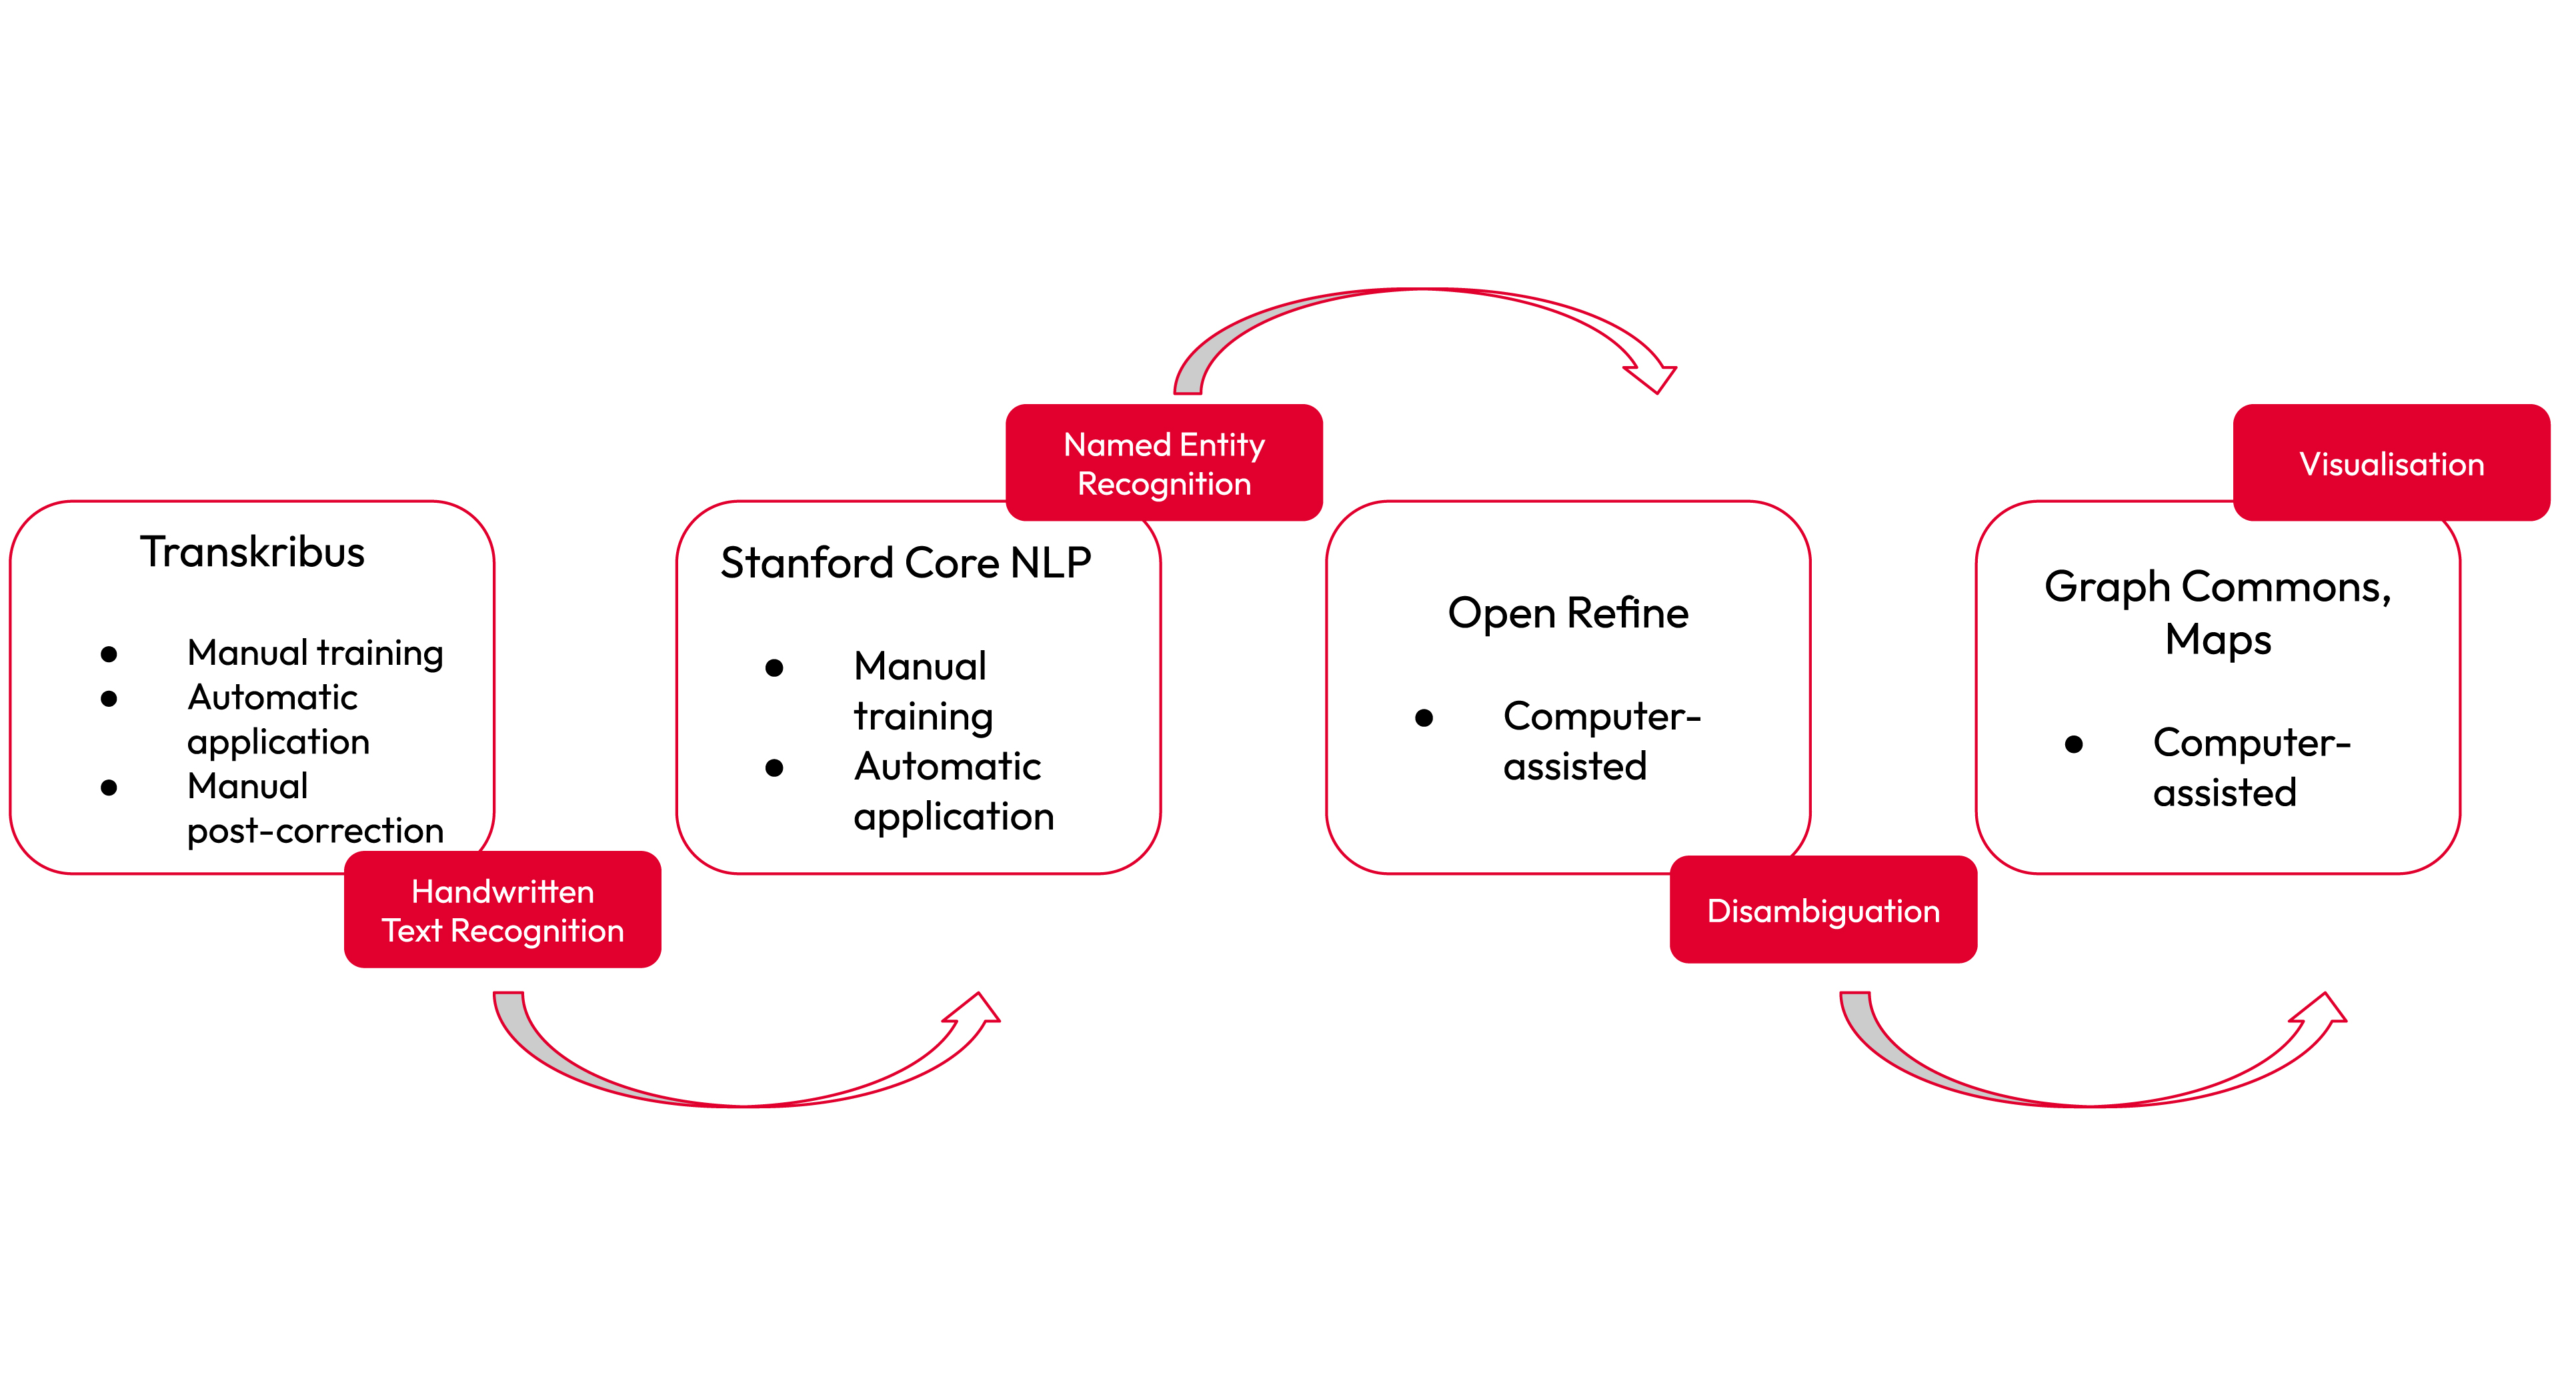 Transkribus
● Manual training
● Automatic
application
● Manual
post-correction
Handwritten
Text Recognition
Stanford Core NLP
● Manual
training
● Automatic
application
Named Entity
Recognition
Open Refine
● Computer-
assisted
Disambiguation
Graph Commons,
Maps
● Computer-
assisted
Visualisation